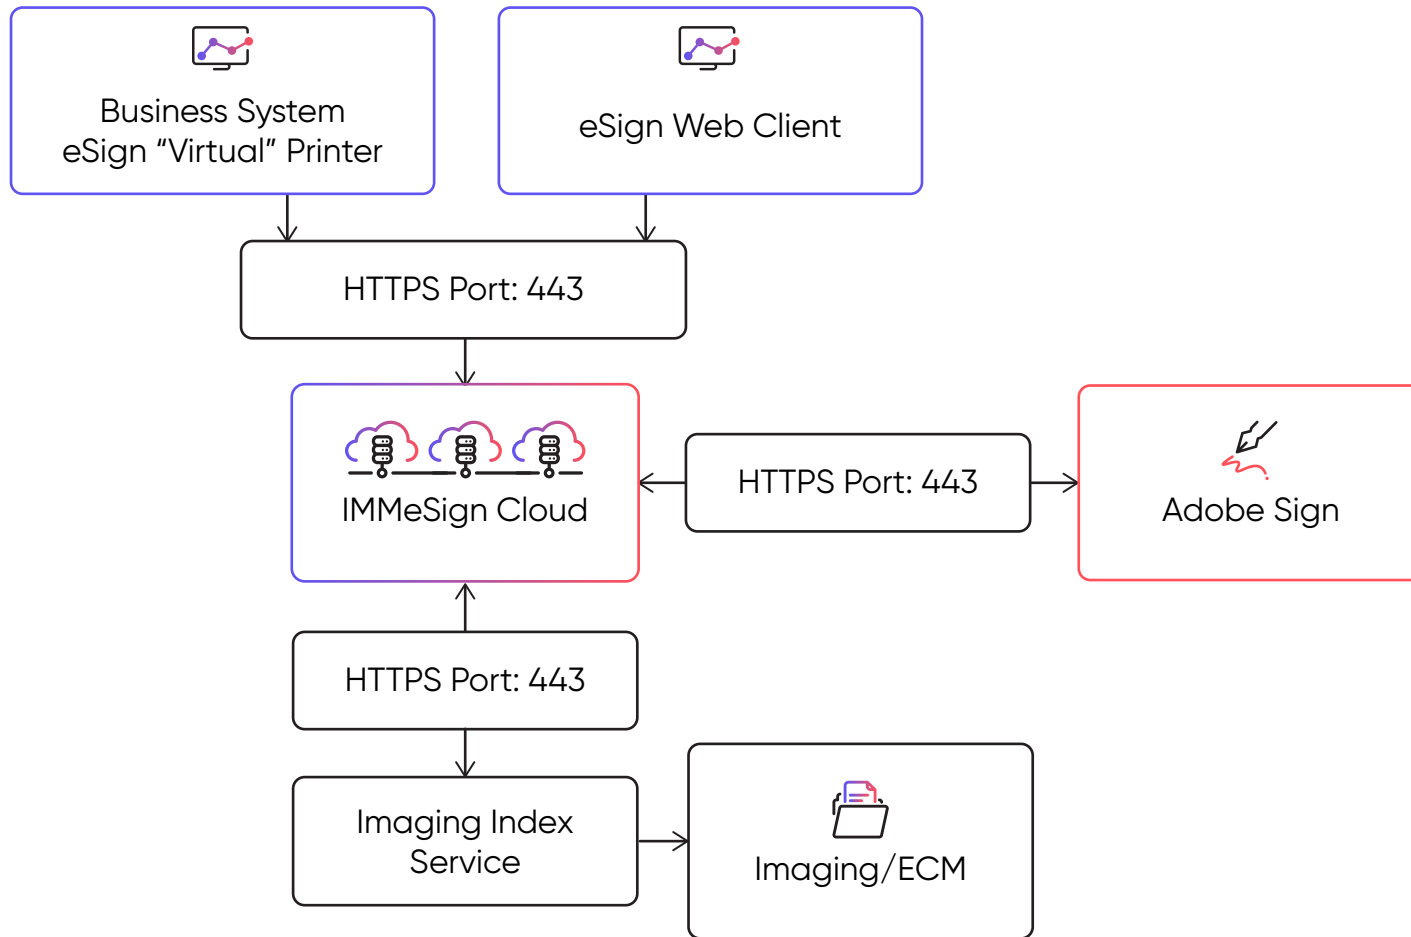 Business System
eSign “Virtual” Printer
eSign Web Client
HTTPS Port: 443
IMMeSign Cloud
HTTPS Port: 443
Adobe Sign
HTTPS Port: 443
Imaging Index
Service
Imaging/ECM